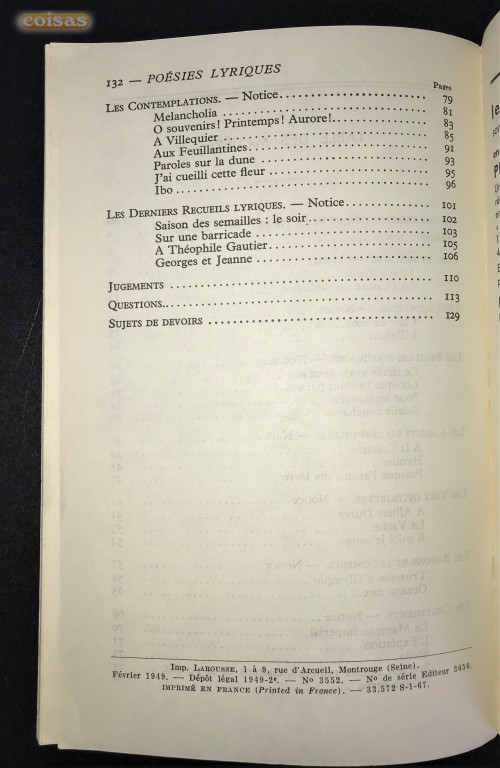 coisas
132 — POÉSIES LYRIQUES
Pages
LES CONTEMPLATIONS. — Notice 79
Melancholia 81
O souvenirs! Printemps! Aurore!.. 83
A Villequier 85
Aux Feuillantines 91
Paroles sur la dune 93
J'ai cueilli cette fleur 95
Ibo 96
LES DERNIERS RECUEILS LYRIQUES. — Notice 101
Saison des semailles : le soir 102
Sur une barricade 103
A Théophile Gautier 105
Georges et Jeanne 106
JUGEMENTS 110
QUESTIONS 113
SUJETS DE DEVOIRS 129
Imp. LAROUSSE, 1 à 9, rue d'Arcueil, Montrouge (Seine).
Février 1949. — Dépôt légal 1949-2e. — No 3552. — No de série Editeur 3656.
IMPRIMÉ EN FRANCE (Printed in France). — 33.572 S-1-67.